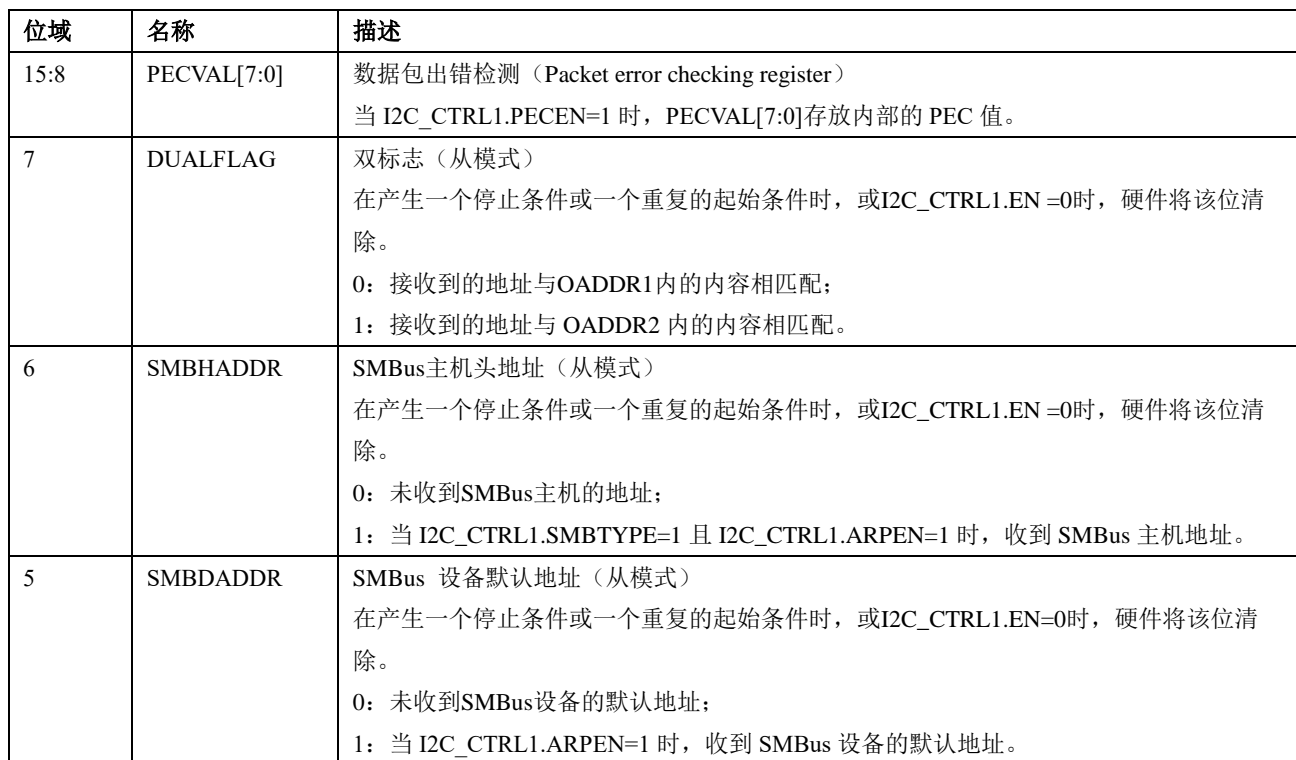 位域 名称 描述
15:8 PECVAL[7:0] 数据包出错检测（Packet error checking register）
当 I2C_CTRL1.PECEN=1 时，PECVAL[7:0]存放内部的 PEC 值。
7 DUALFLAG 双标志（从模式）
在产生一个停止条件或一个重复的起始条件时，或I2C_CTRL1.EN =0时，硬件将该位清
除。
0：接收到的地址与OADDR1内的内容相匹配；
1：接收到的地址与 OADDR2 内的内容相匹配。
6 SMBHADDR SMBus主机头地址（从模式）
在产生一个停止条件或一个重复的起始条件时，或I2C_CTRL1.EN =0时，硬件将该位清
除。
0：未收到SMBus主机的地址；
1：当 I2C_CTRL1.SMBTYPE=1 且 I2C_CTRL1.ARPEN=1 时，收到 SMBus 主机地址。
5 SMBDADDR SMBus 设备默认地址（从模式）
在产生一个停止条件或一个重复的起始条件时，或I2C_CTRL1.EN=0时，硬件将该位清
除。
0：未收到SMBus设备的默认地址；
1：当 I2C_CTRL1.ARPEN=1 时，收到 SMBus 设备的默认地址。